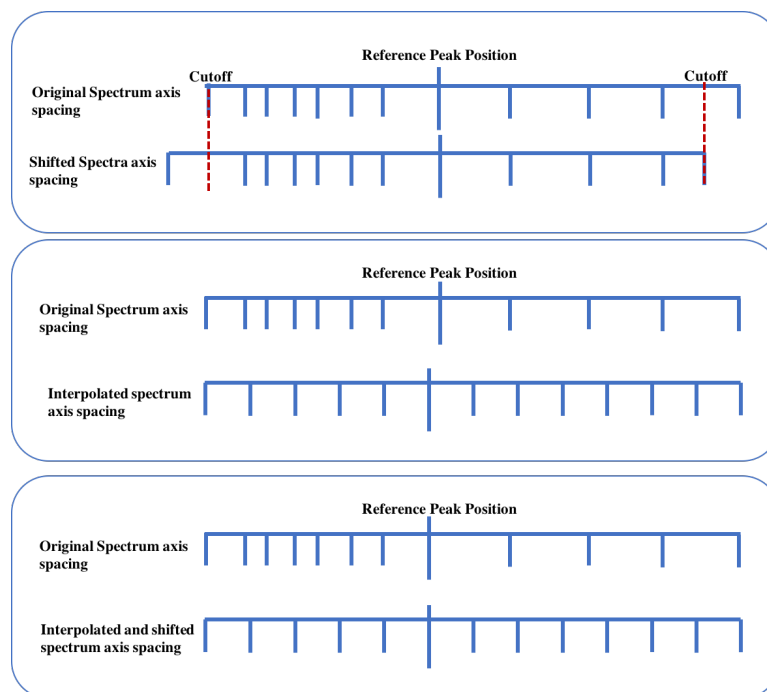 Reference Peak Position
Cutoff
Cutoff
Original Spectrum axis
spacing
Shifted Spectra axis
spacing
Reference Peak Position
Original Spectrum axis
spacing
Interpolated spectrum
axis spacing
Reference Peak Position
Original Spectrum axis
spacing
Interpolated and shifted
spectrum axis spacing